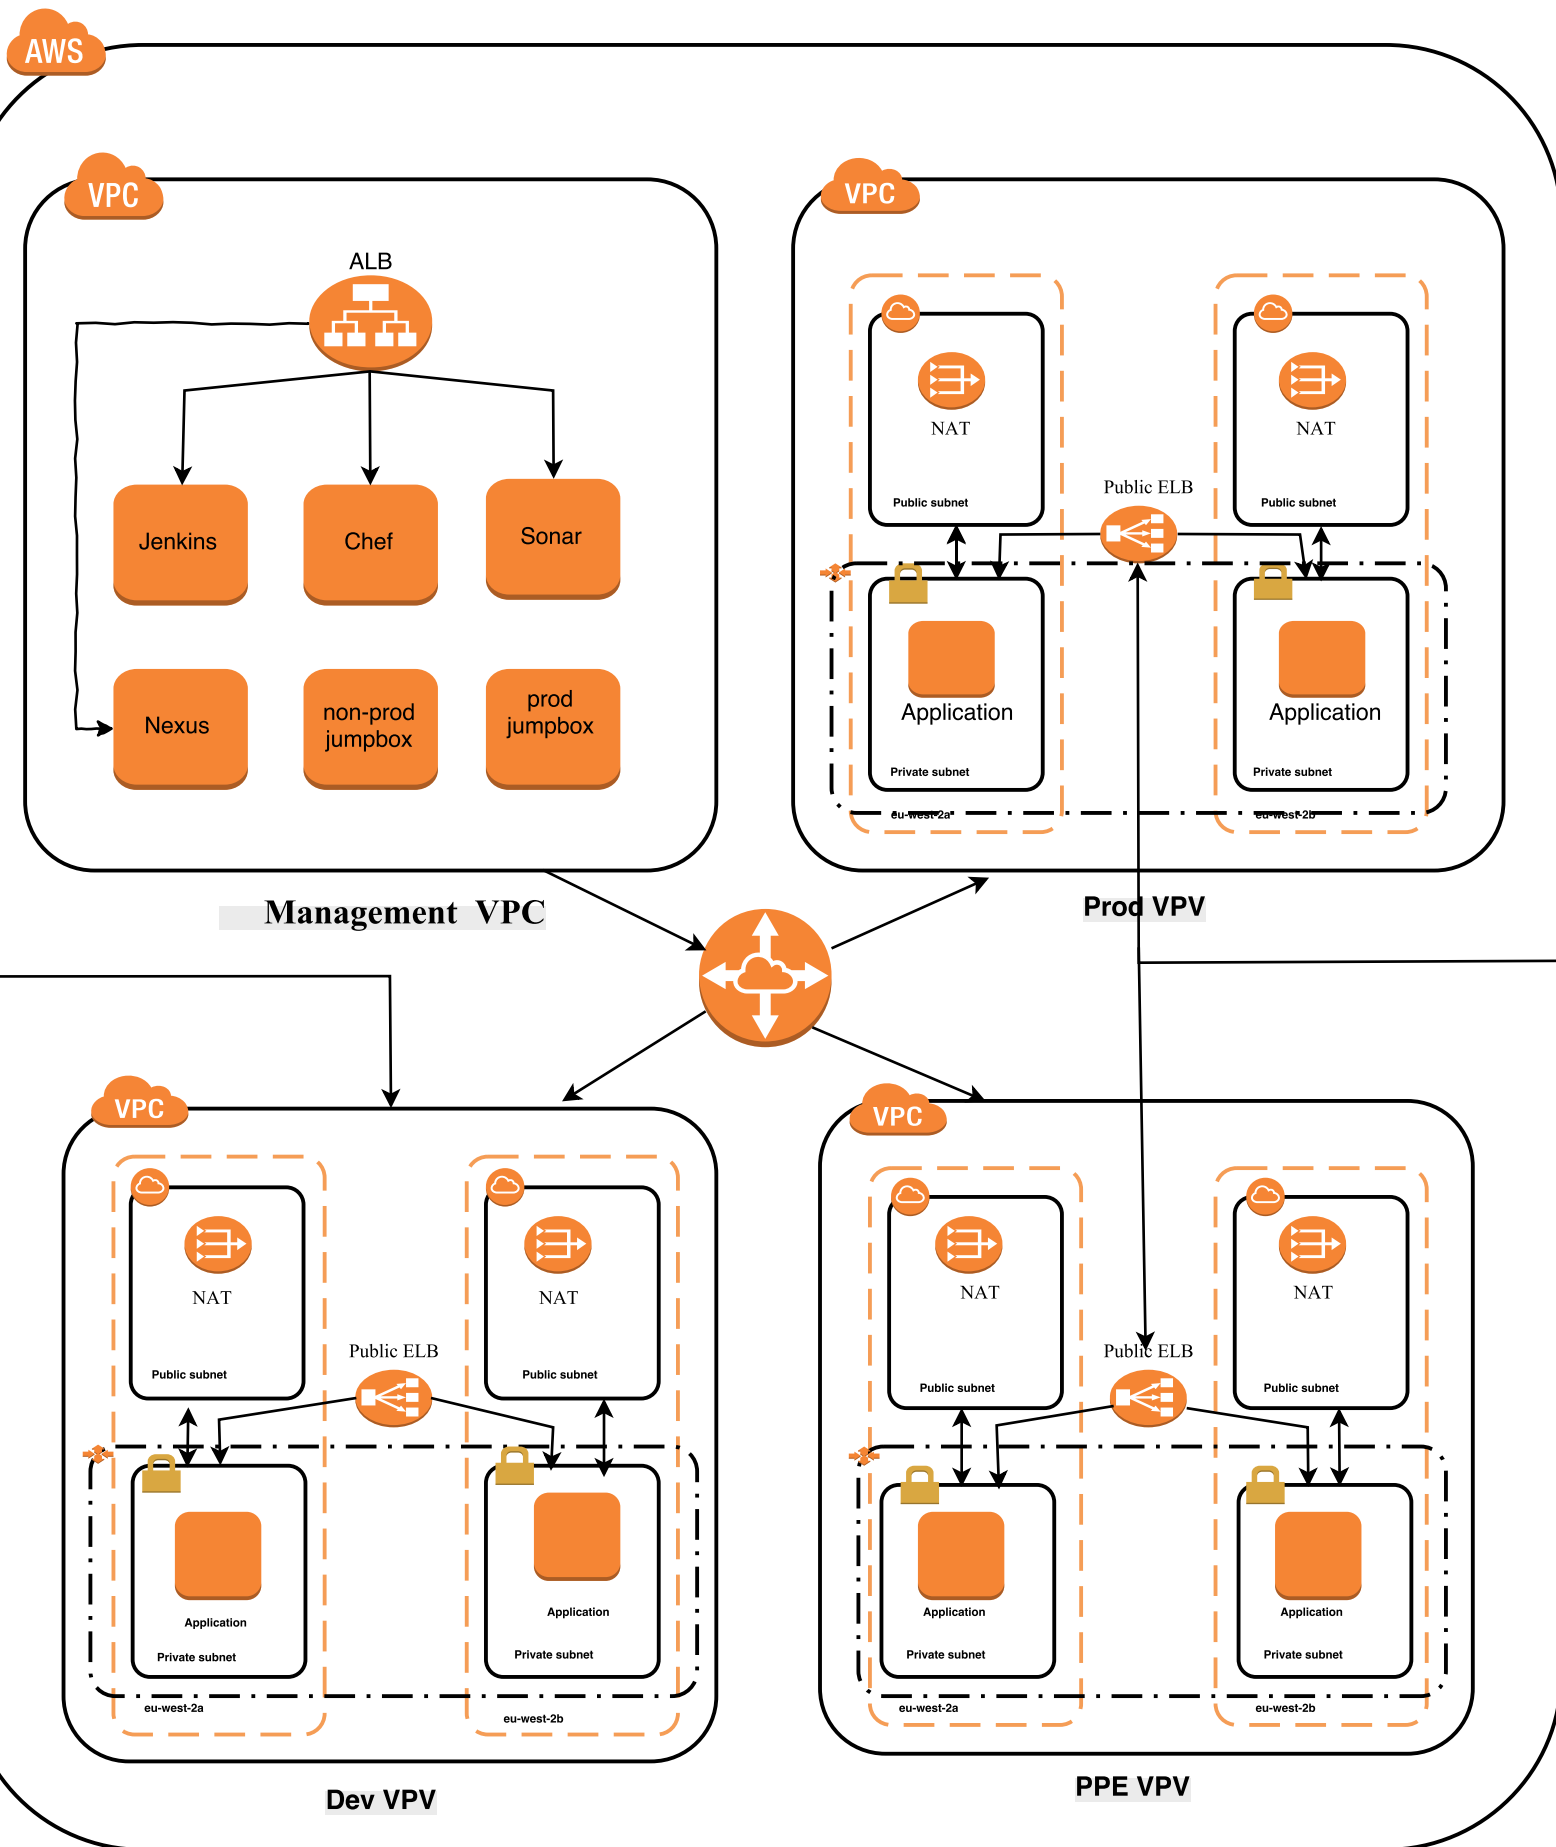 AWS
VPC
ALB
Jenkins
Chef
Sonar
Nexus
non-prod
jumpbox
prod
jumpbox
Management VPC
VPC
NAT
Public subnet
NAT
Public subnet
Public ELB
Application
Private subnet
eu-west-2a
Application
Private subnet
eu-west-2b
Prod VPV
VPC
NAT
Public subnet
NAT
Public subnet
Public ELB
Application
Private subnet
eu-west-2a
Application
Private subnet
eu-west-2b
Dev VPV
VPC
NAT
Public subnet
NAT
Public subnet
Public ELB
Application
Private subnet
eu-west-2a
Application
Private subnet
eu-west-2b
PPE VPV